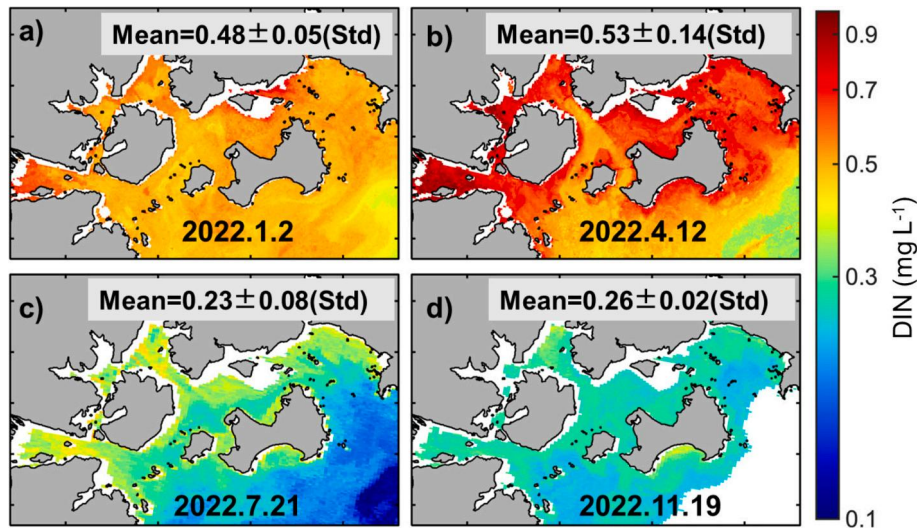 a)
Mean=0.48±0.05(Std)
2022.1.2
b)
Mean=0.53±0.14(Std)
2022.4.12
c)
Mean=0.23±0.08(Std)
2022.7.21
d)
Mean=0.26±0.02(Std)
2022.11.19
0.9
0.7
0.5
0.3
0.1
DIN (mg L⁻¹)